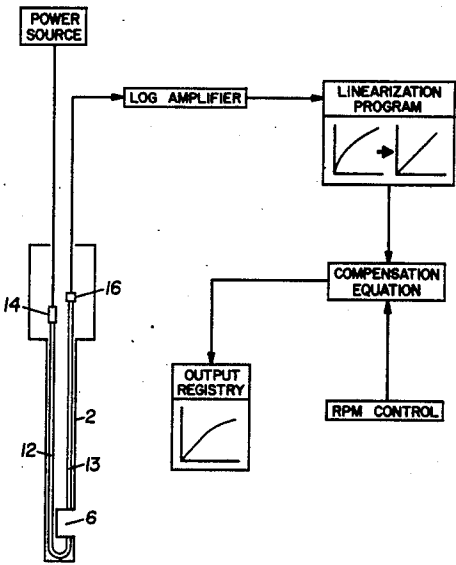 POWER
SOURCE
LOG AMPLIFIER
LINEARIZATION
PROGRAM
COMPENSATION
EQUATION
14
16
OUTPUT
REGISTRY
RPM CONTROL
2
12
13
6